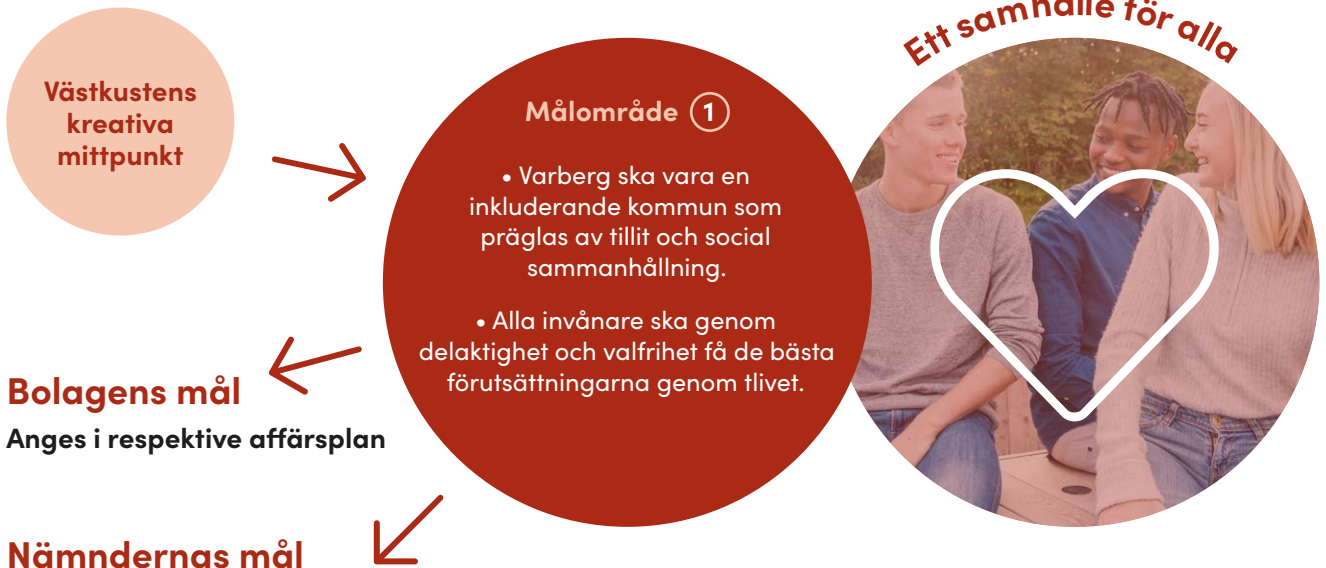 Västkustens
kreativa
mittpunkt
Målområde 1
• Varberg ska vara en
inkluderande kommun som
präglas av tillit och social
sammanhållning.
• Alla invånare ska genom
delaktighet och valfrihet få de bästa
förutsättningarna genom tlivet.
Ett samhälle för alla
Bolagens mål
Anges i respektive affärsplan
Nämndernas mål